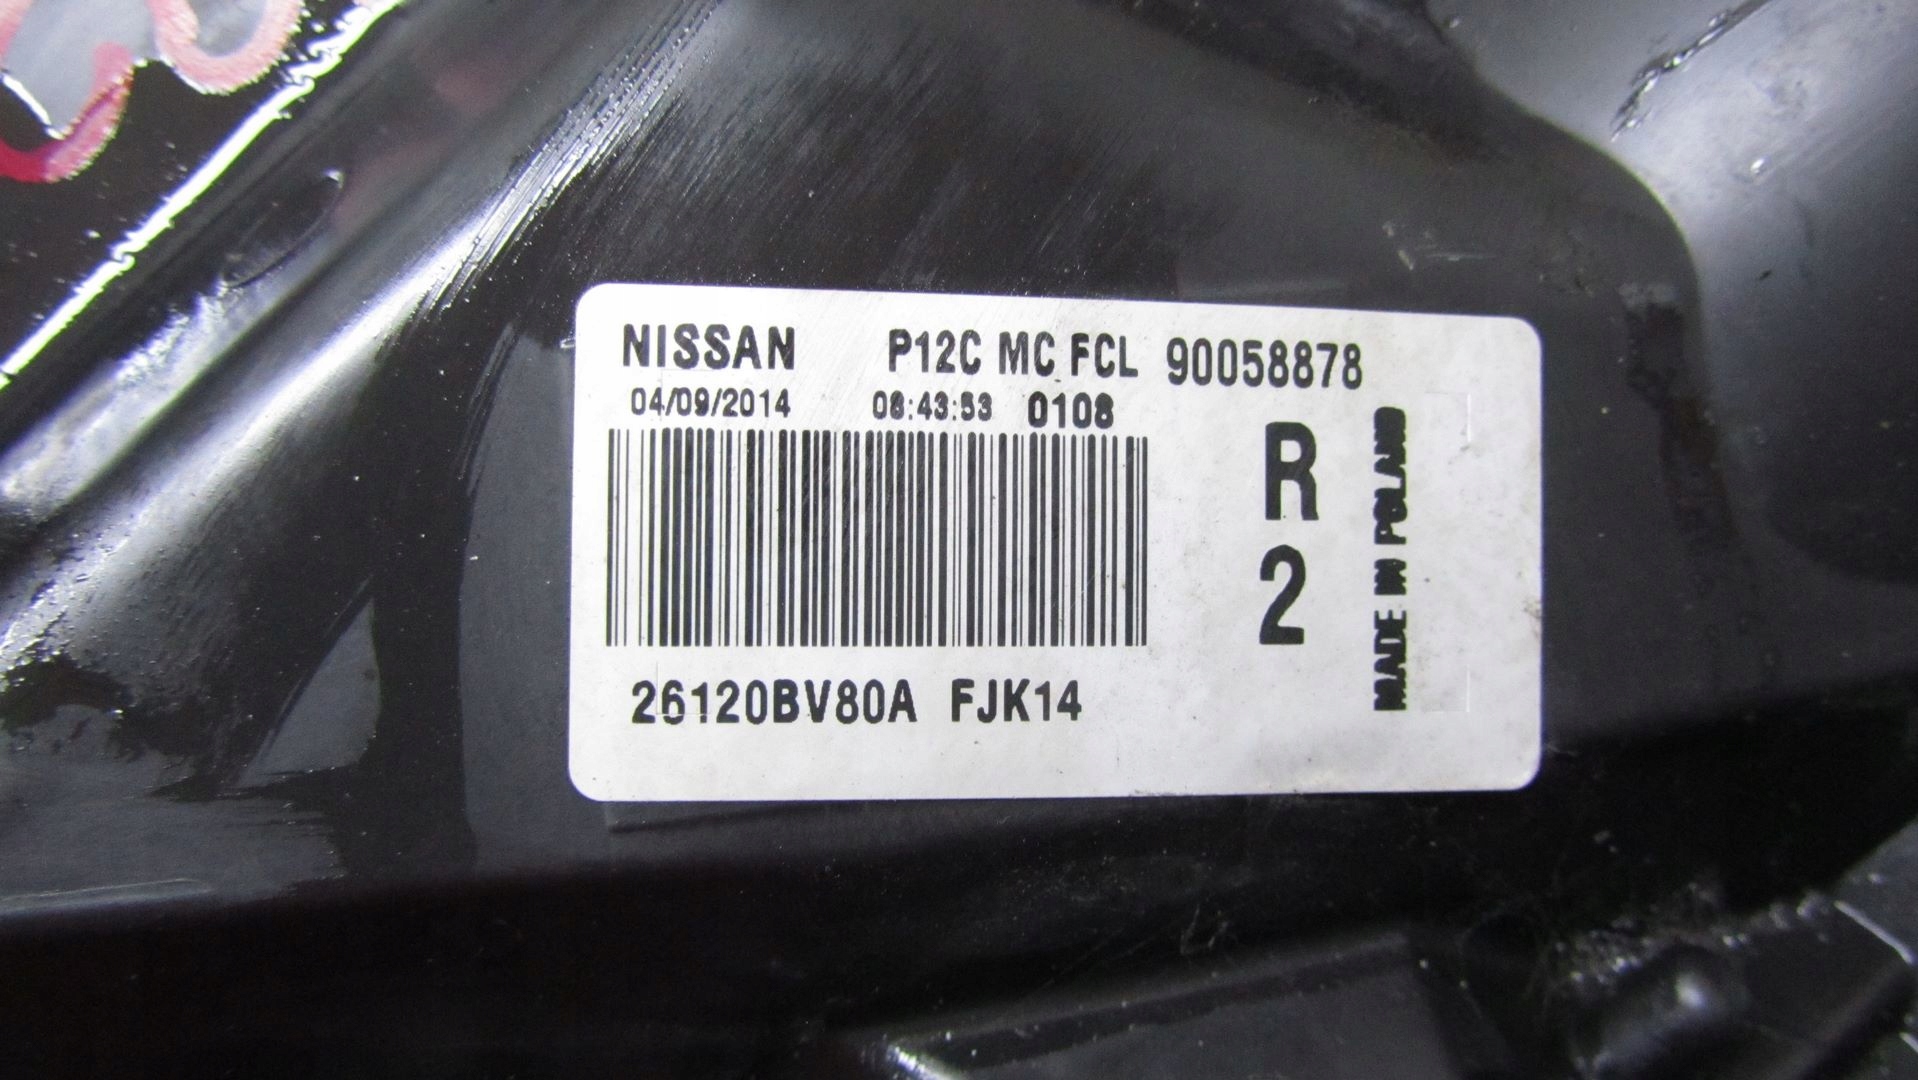 NISSAN P12C MC FCL 90058878
04/09/2014 08:43:53 0108
R
2
MADE IN POLAND
26120BV80A FJK14